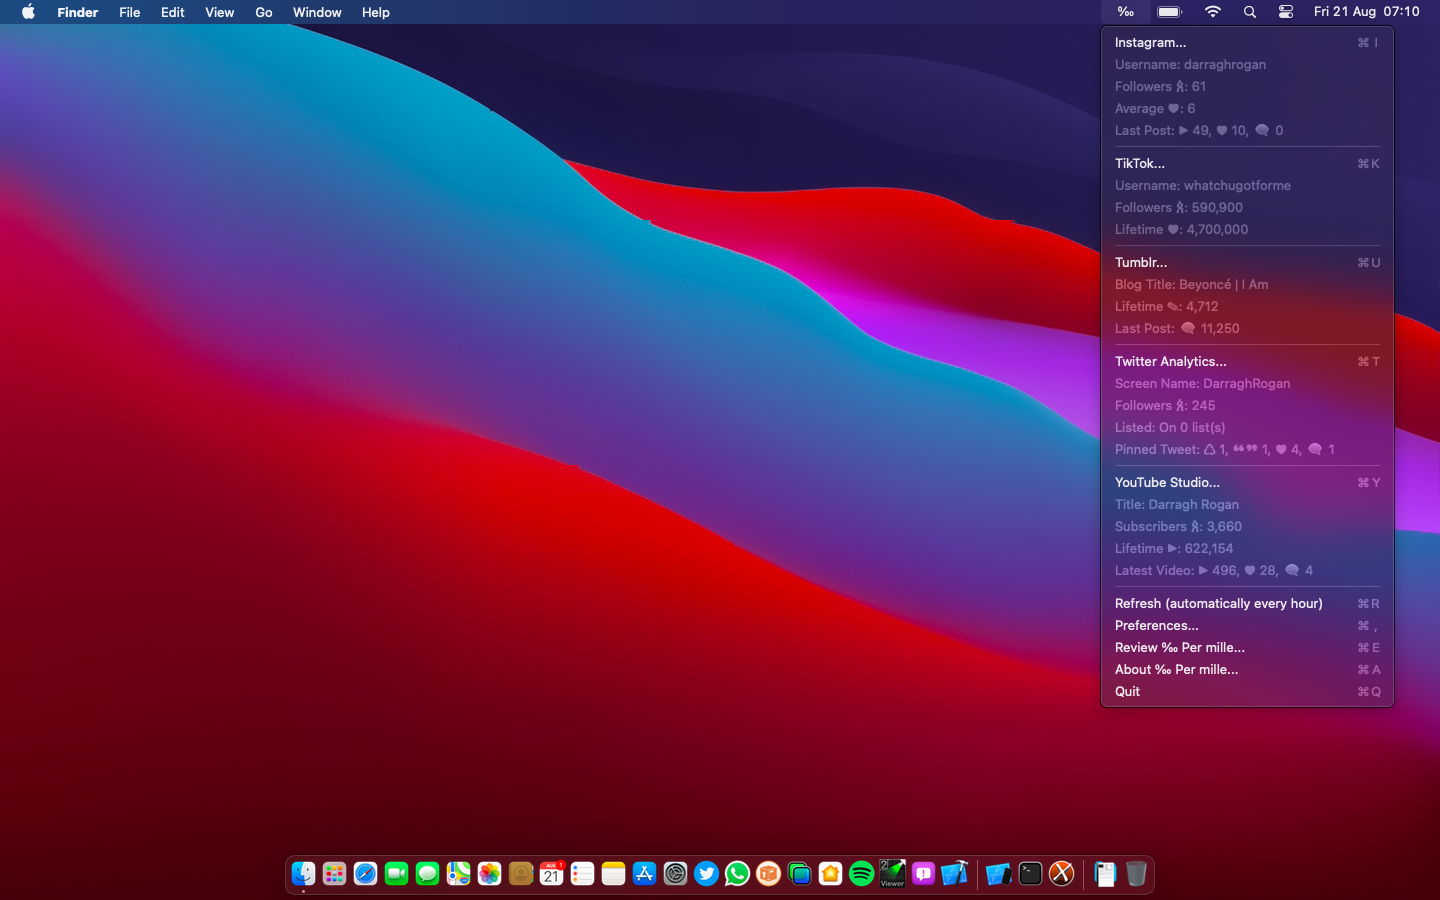 Finder File Edit View Go Window Help ‰ Fri 21 Aug 07:10
Instagram... ⌘ I
Username: darraghrogan
Followers 🚶: 61
Average ♥: 6
Last Post: ▶ 49, ♥ 10, 💬 0
TikTok... ⌘ K
Username: whatchugotforme
Followers 🚶: 590,900
Lifetime ♥: 4,700,000
Tumblr... ⌘ U
Blog Title: Beyoncé | I Am
Lifetime ✎: 4,712
Last Post: 💬 11,250
Twitter Analytics... ⌘ T
Screen Name: DarraghRogan
Followers 🚶: 245
Listed: On 0 list(s)
Pinned Tweet: ♺ 1, ❝❞ 1, ♥ 4, 💬 1
YouTube Studio... ⌘ Y
Title: Darragh Rogan
Subscribers 🚶: 3,660
Lifetime ▶: 622,154
Latest Video: ▶ 496, ♥ 28, 💬 4
Refresh (automatically every hour) ⌘ R
Preferences... ⌘ ,
Review ‰ Per mille... ⌘ E
About ‰ Per mille... ⌘ A
Quit ⌘ Q
AUG 1
21
2
Viewer